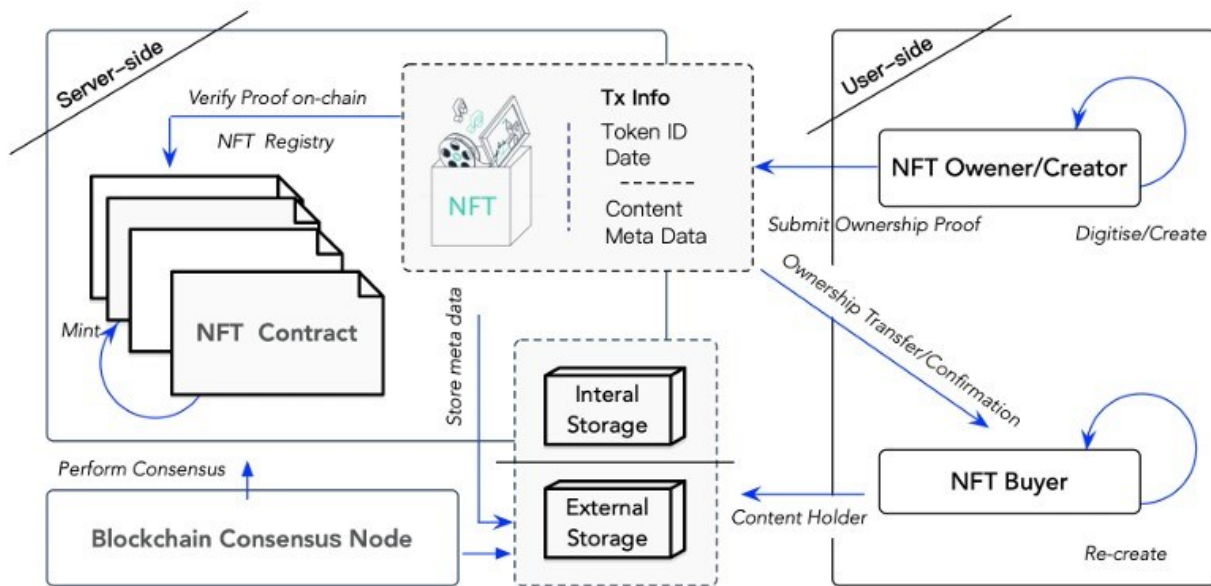 Server-side
Verify Proof on-chain
NFT Registry
NFT Contract
Mint
NFT
Tx Info
Token ID
Date
Content
Meta Data
Store meta data
Interal
Storage
External
Storage
Perform Consensus
Blockchain Consensus Node
User-side
NFT Owener/Creator
Submit Ownership Proof
Digitise/Create
Ownership Transfer/Confirmation
NFT Buyer
Content Holder
Re-create